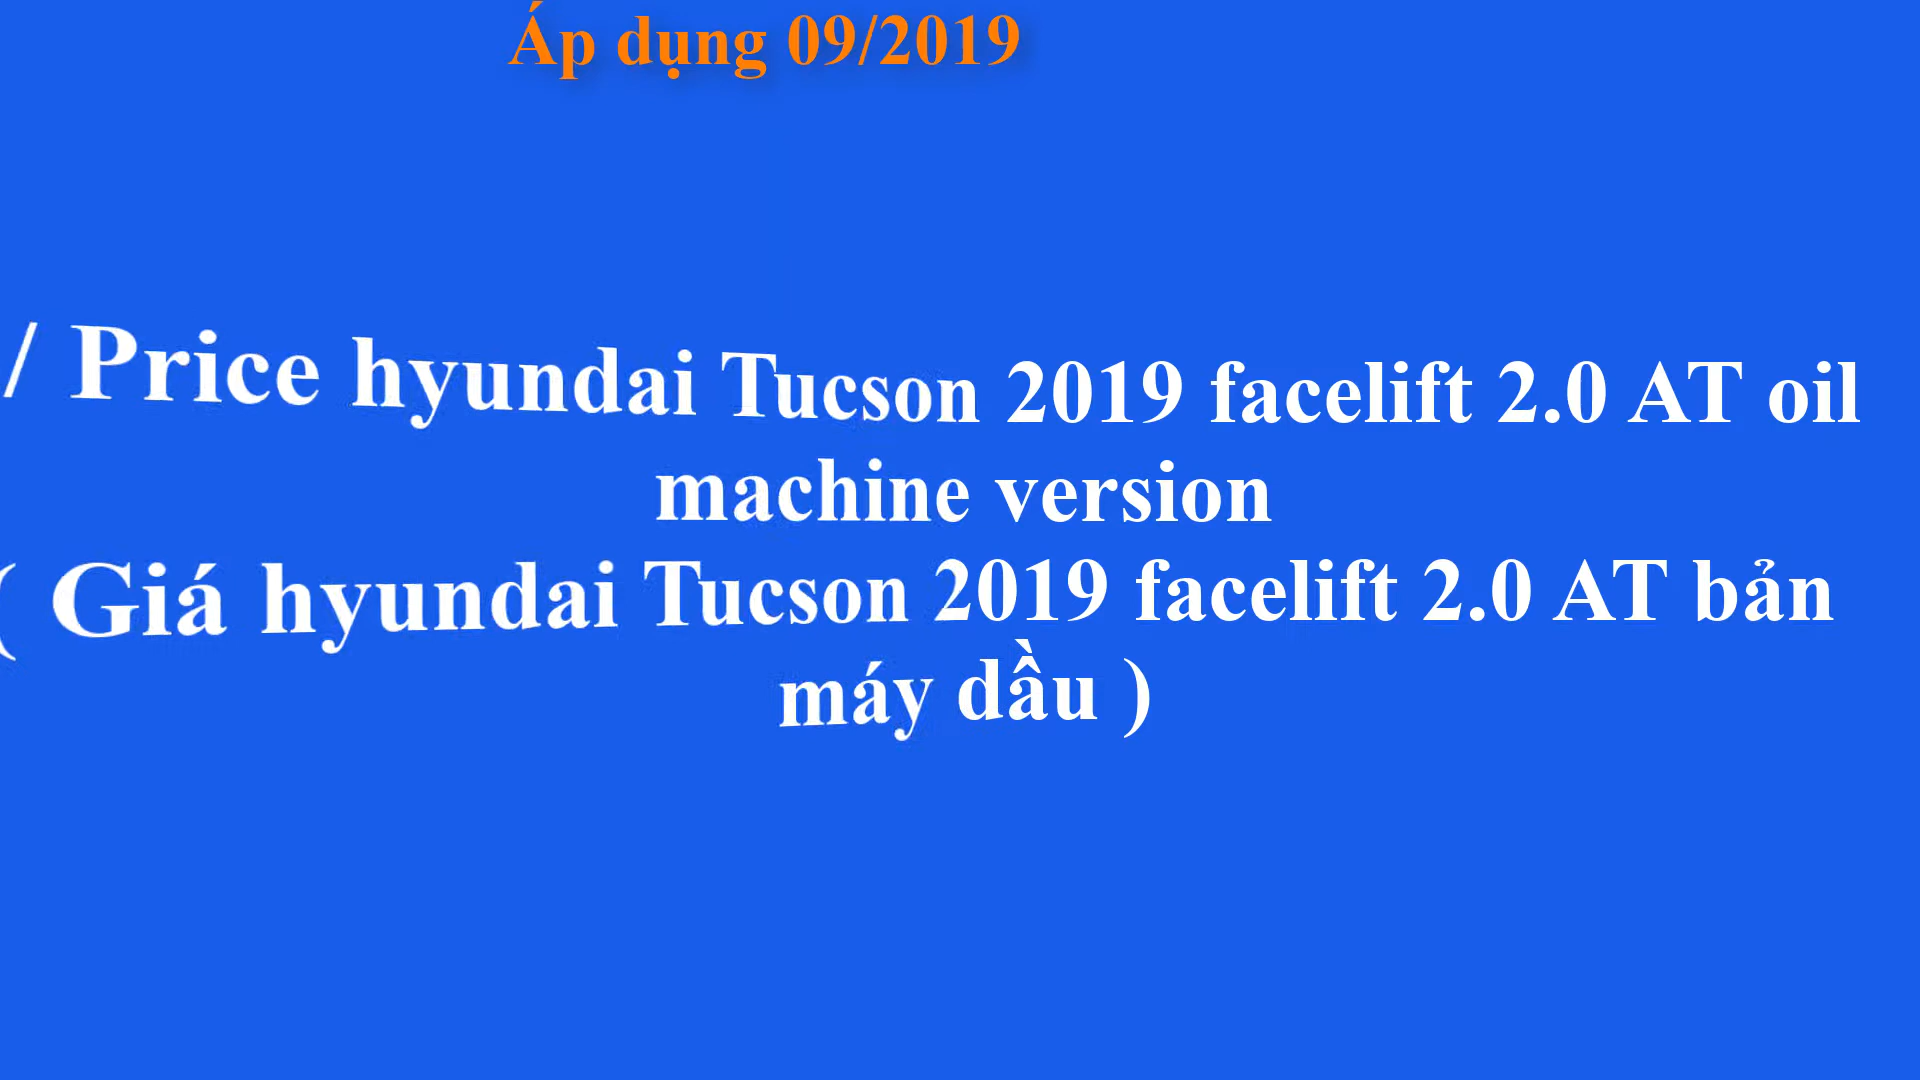 Áp dụng 09/2019
/ Price hyundai Tucson 2019 facelift 2.0 AT oil
machine version
( Giá hyundai Tucson 2019 facelift 2.0 AT bản
máy dầu )